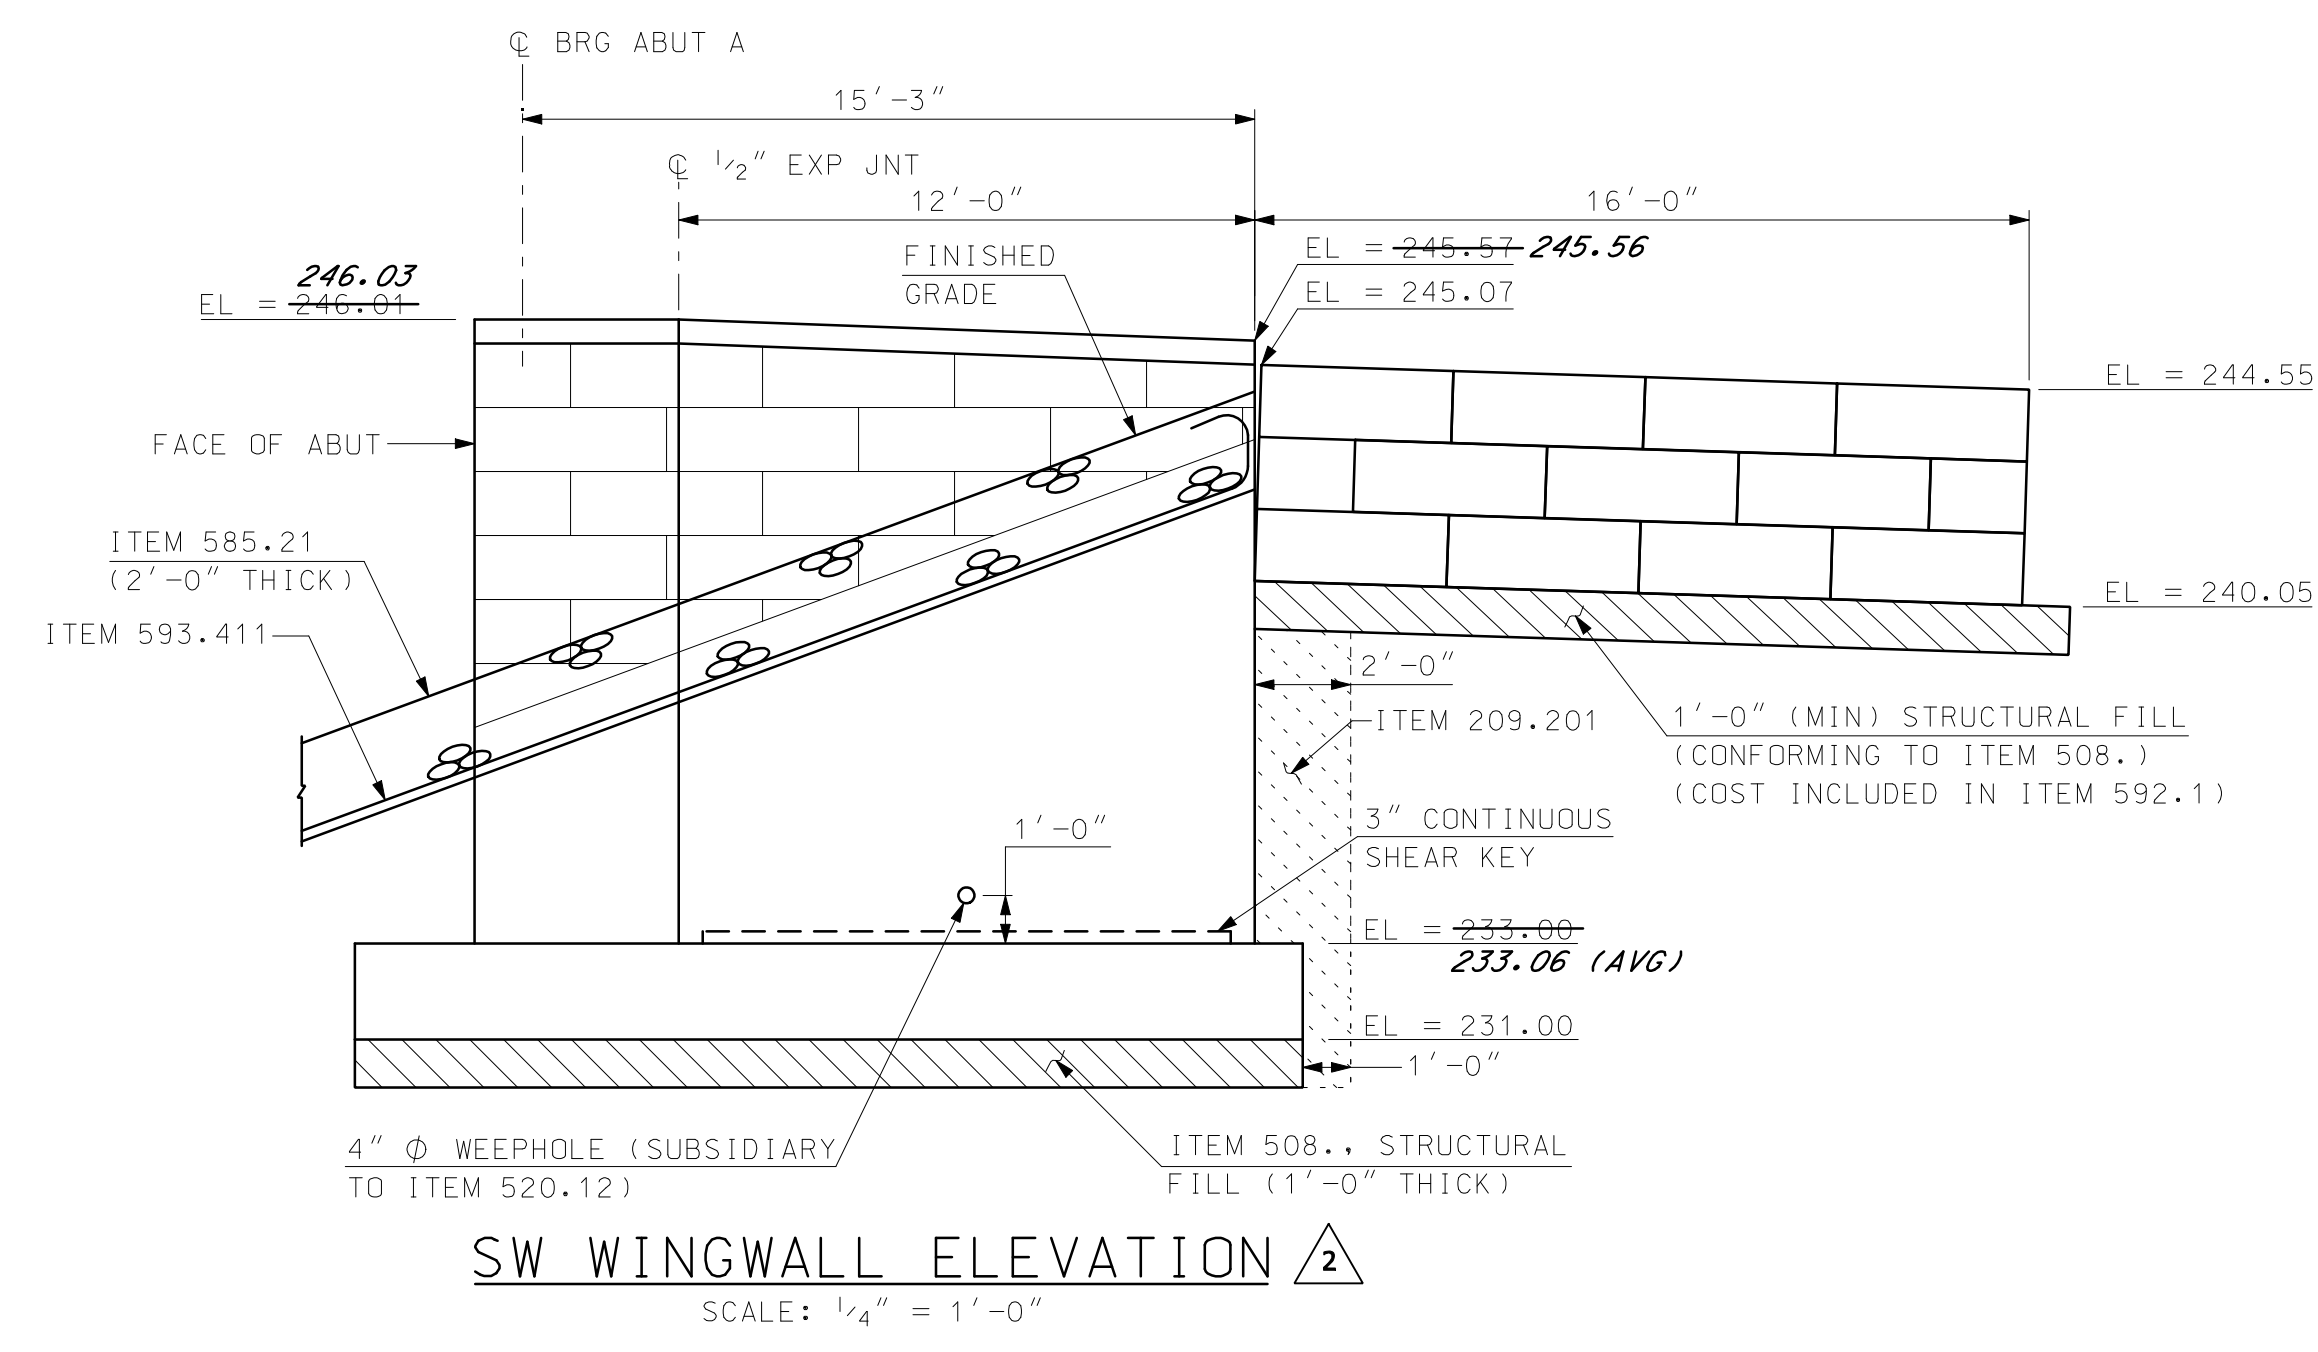 ℄ BRG ABUT A
15'-3"
℄ 1/2" EXP JNT
12'-0"
16'-0"
FINISHED
GRADE
EL = 245.57 245.56
EL = 245.07
246.03
EL = 246.01
EL = 244.55
FACE OF ABUT
ITEM 585.21
(2'-0" THICK)
ITEM 593.411
EL = 240.05
2'-0"
ITEM 209.201
1'-0" (MIN) STRUCTURAL FILL
(CONFORMING TO ITEM 508.)
(COST INCLUDED IN ITEM 592.1)
1'-0"
3" CONTINUOUS
SHEAR KEY
EL = 233.00
233.06 (AVG)
EL = 231.00
1'-0"
4" ϕ WEEPHOLE (SUBSIDIARY
TO ITEM 520.12)
ITEM 508., STRUCTURAL
FILL (1'-0" THICK)
SW WINGWALL ELEVATION 2
SCALE: 1/4" = 1'-0"